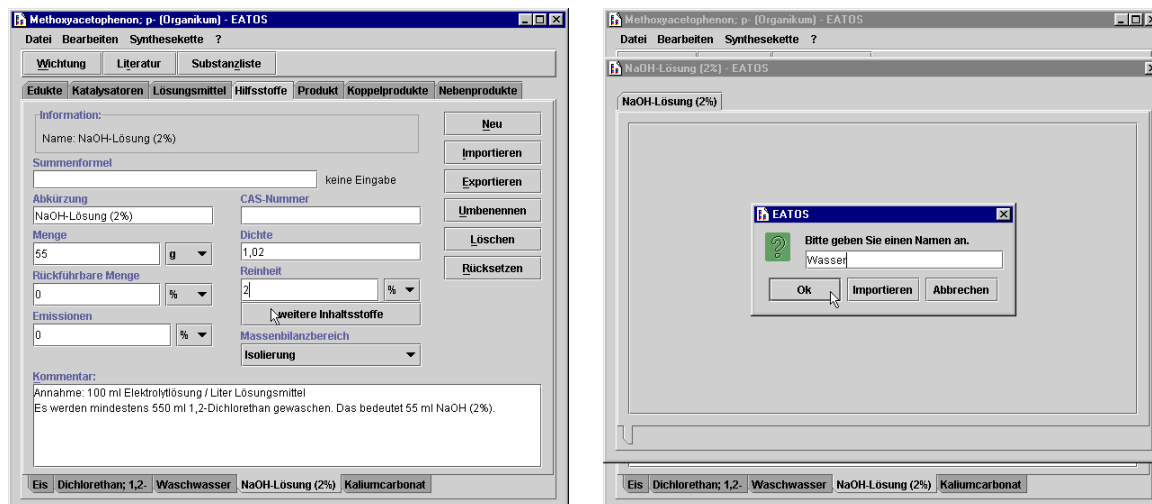 Methoxyacetophenon; p- (Organikum) - EATOS
Datei Bearbeiten Synthesekette ?
Wichtung Literatur Substanzliste
Edukte Katalysatoren Lösungsmittel Hilfsstoffe Produkt Koppelprodukte Nebenprodukte
Information:
Name: NaOH-Lösung (2%)
Summenformel
keine Eingabe
Abkürzung CAS-Nummer
NaOH-Lösung (2%)
Menge Dichte
55 g 1,02
Rückführbare Menge Reinheit
0 % 2 %
weitere Inhaltsstoffe
Emissionen
0 %
Massenbilanzbereich
Isolierung
Neu
Importieren
Exportieren
Umbenennen
Löschen
Rücksetzen
Kommentar:
Annahme: 100 ml Elektrolytlösung / Liter Lösungsmittel
Es werden mindestens 550 ml 1,2-Dichlorethan gewaschen. Das bedeutet 55 ml NaOH (2%).
Eis Dichlorethan; 1,2- Waschwasser NaOH-Lösung (2%) Kaliumcarbonat
Methoxyacetophenon; p- (Organikum) - EATOS
Datei Bearbeiten Synthesekette ?
NaOH-Lösung (2%) - EATOS
NaOH-Lösung (2%)
EATOS
Bitte geben Sie einen Namen an.
Wasser
Ok Importieren Abbrechen
Eis Dichlorethan; 1,2- Waschwasser NaOH-Lösung (2%) Kaliumcarbonat